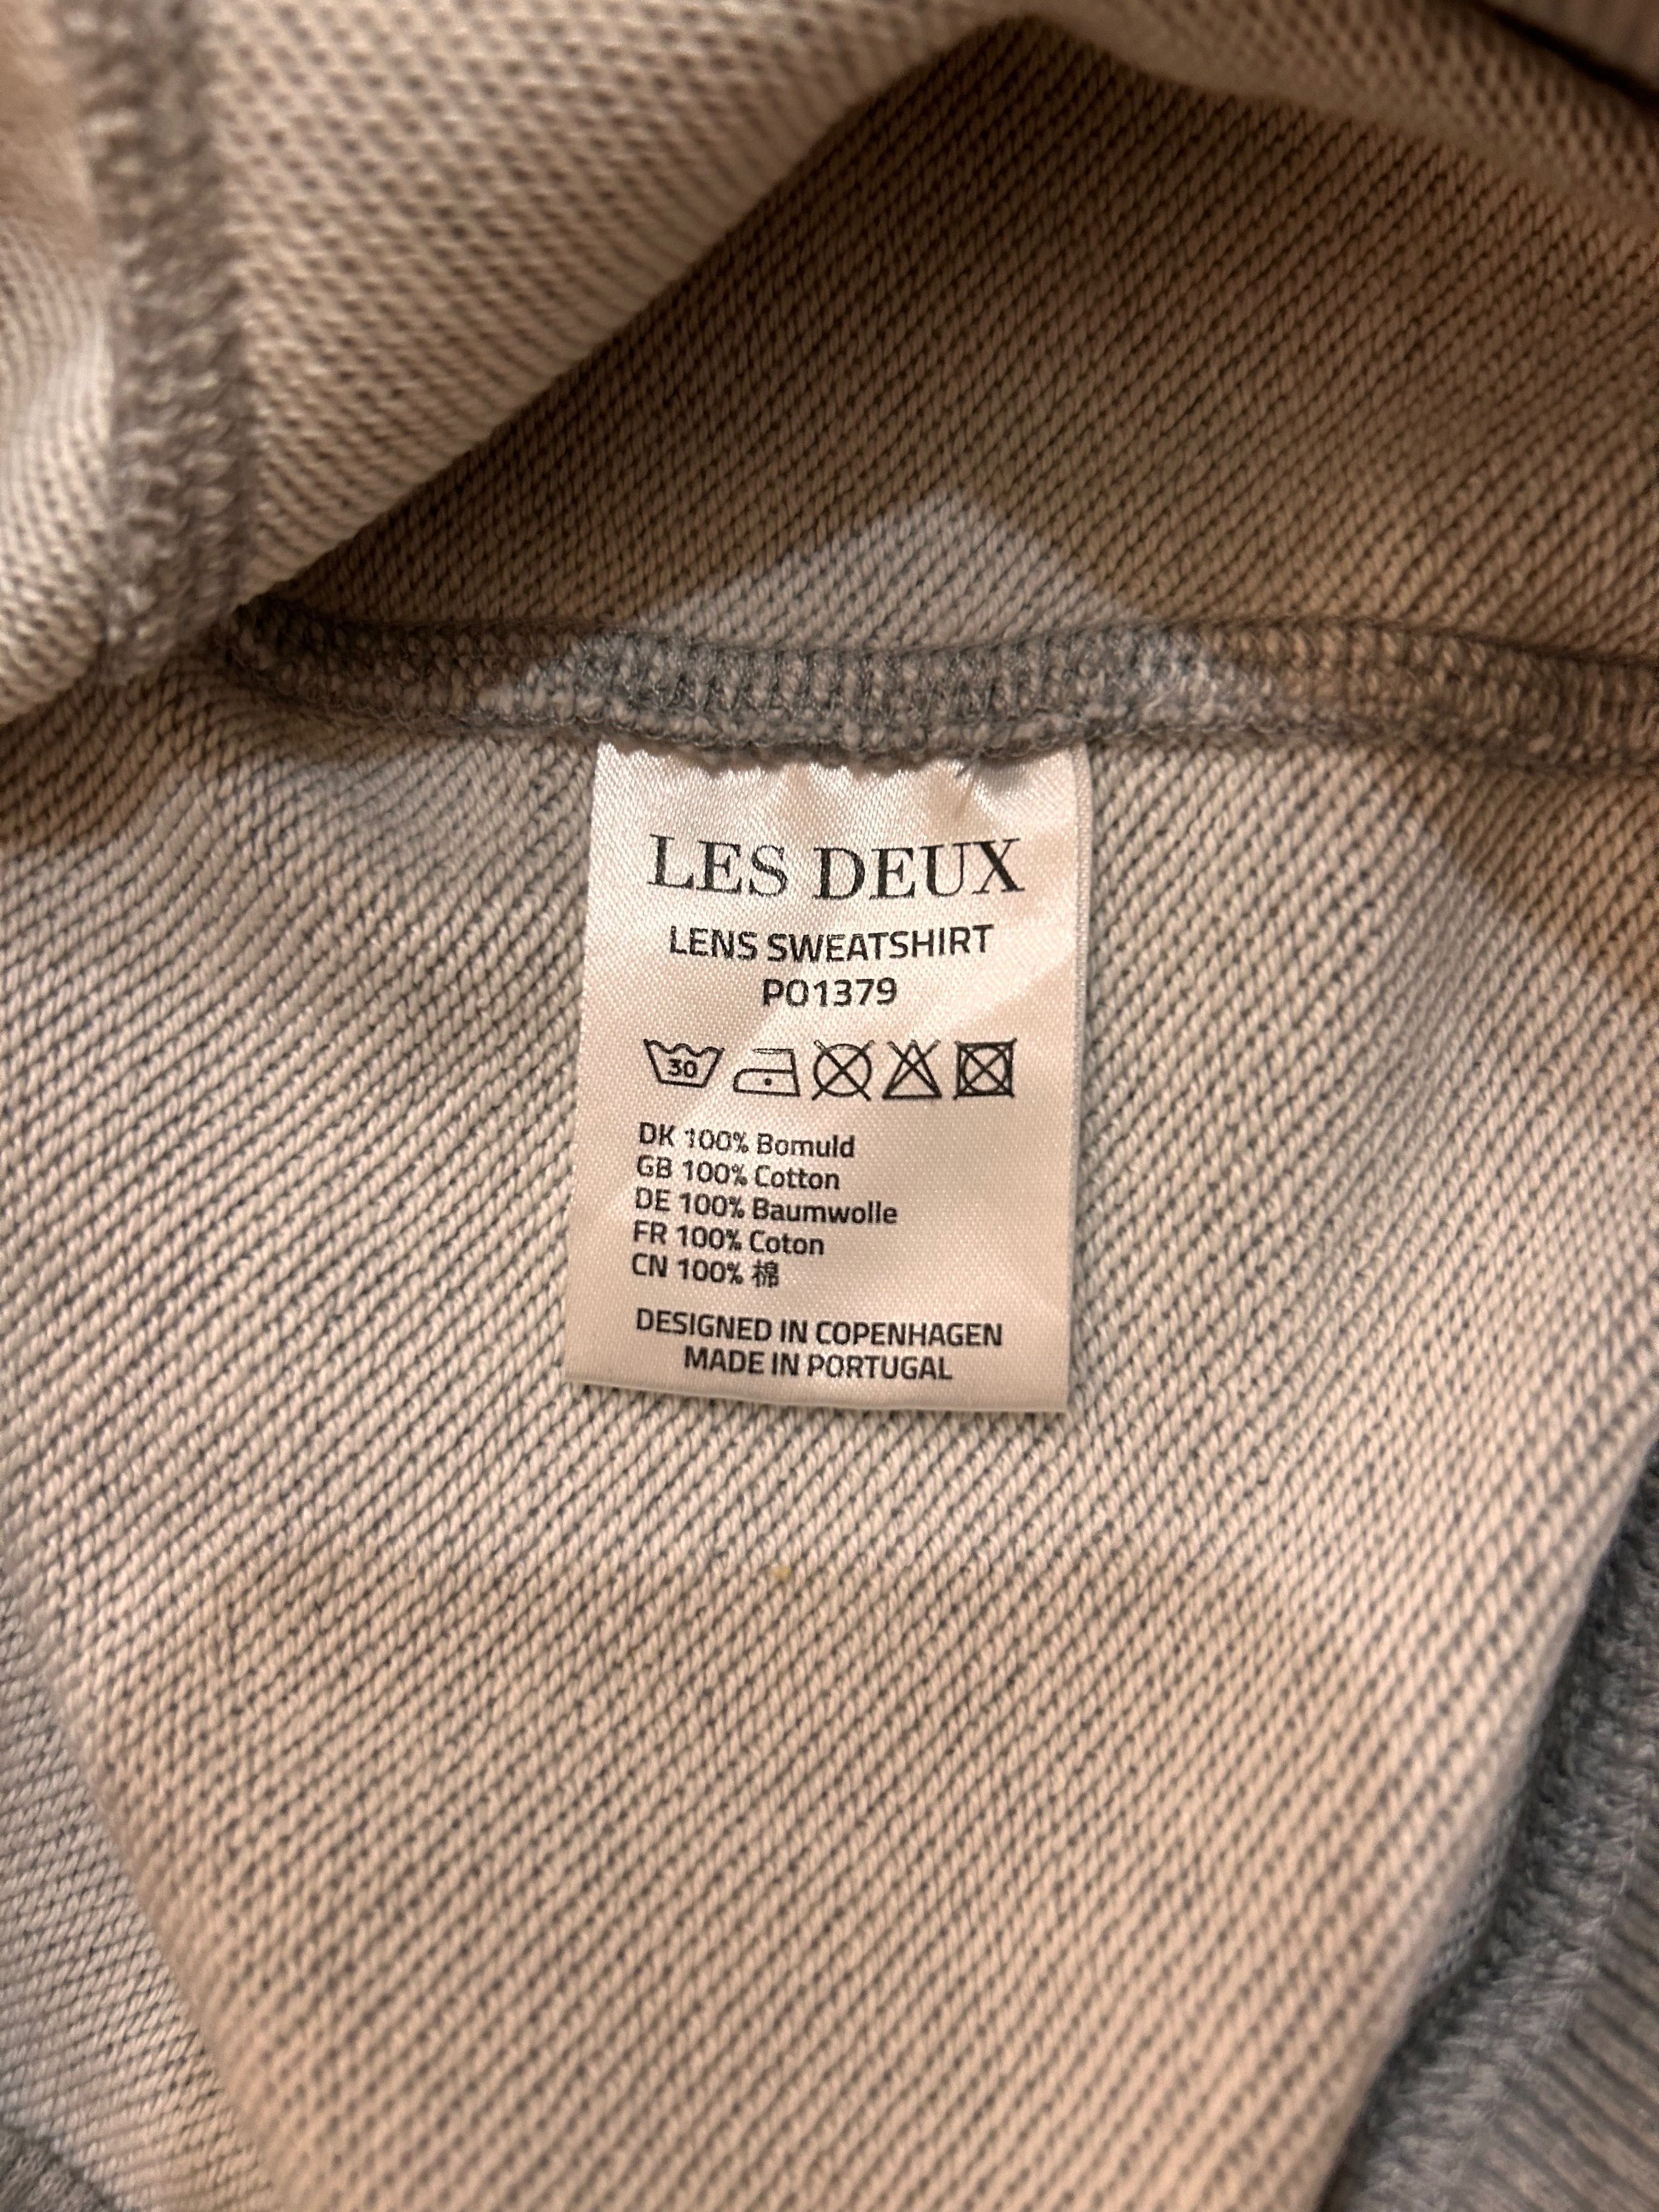 LES DEUX
LENS SWEATSHIRT
PO1379
30
DK 100% Bomuld
GB 100% Cotton
DE 100% Baumwolle
FR 100% Coton
CN 100% 棉
DESIGNED IN COPENHAGEN
MADE IN PORTUGAL